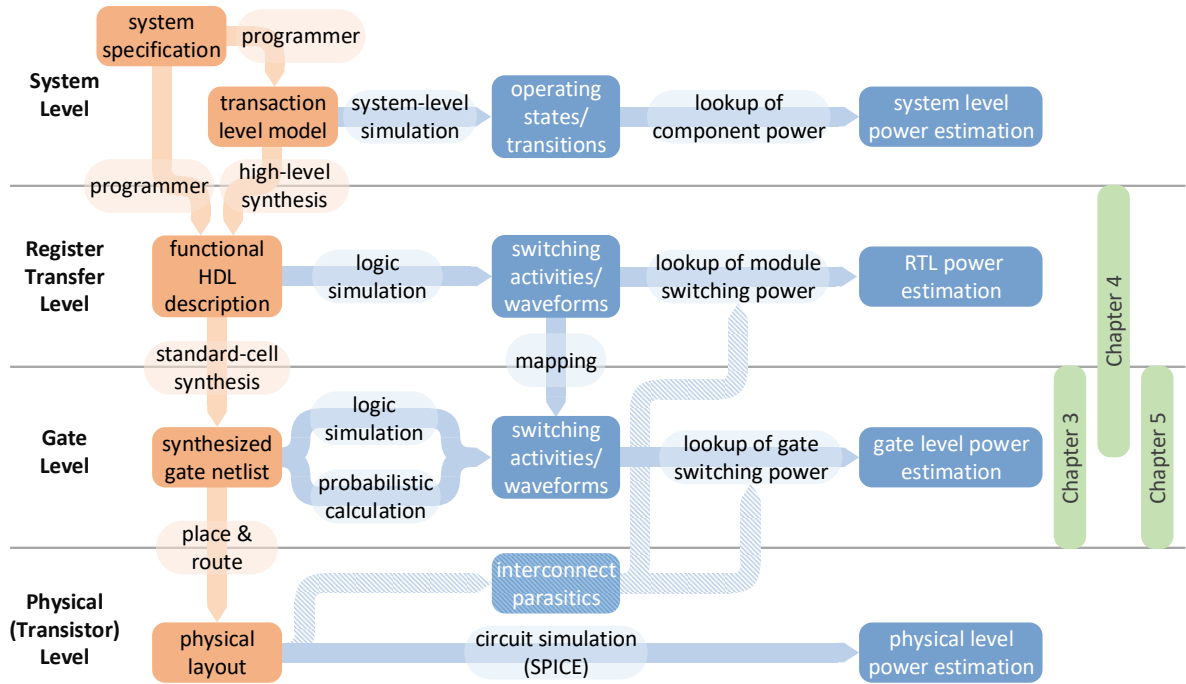 system
specification
programmer
System
Level
transaction
level model
system-level
simulation
operating
states/
transitions
lookup of
component power
system level
power estimation
programmer
high-level
synthesis
Register
Transfer
Level
functional
HDL
description
logic
simulation
switching
activities/
waveforms
lookup of module
switching power
RTL power
estimation
Chapter 4
standard-cell
synthesis
mapping
Gate
Level
synthesized
gate netlist
logic
simulation
probabilistic
calculation
switching
activities/
waveforms
lookup of gate
switching power
gate level power
estimation
Chapter 3
Chapter 5
place &
route
interconnect
parasitics
Physical
(Transistor)
Level
physical
layout
circuit simulation
(SPICE)
physical level
power estimation